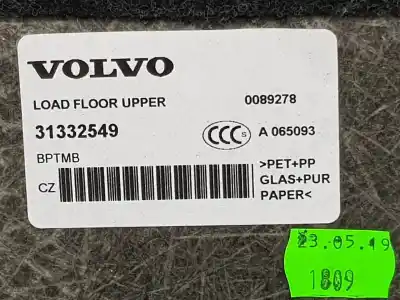 VOLVO
LOAD FLOOR UPPER 0089278
31332549 CCC S A 065093
BPTMB >PET+PP
CZ GLAS+PUR
PAPER<
23.05.19
1809